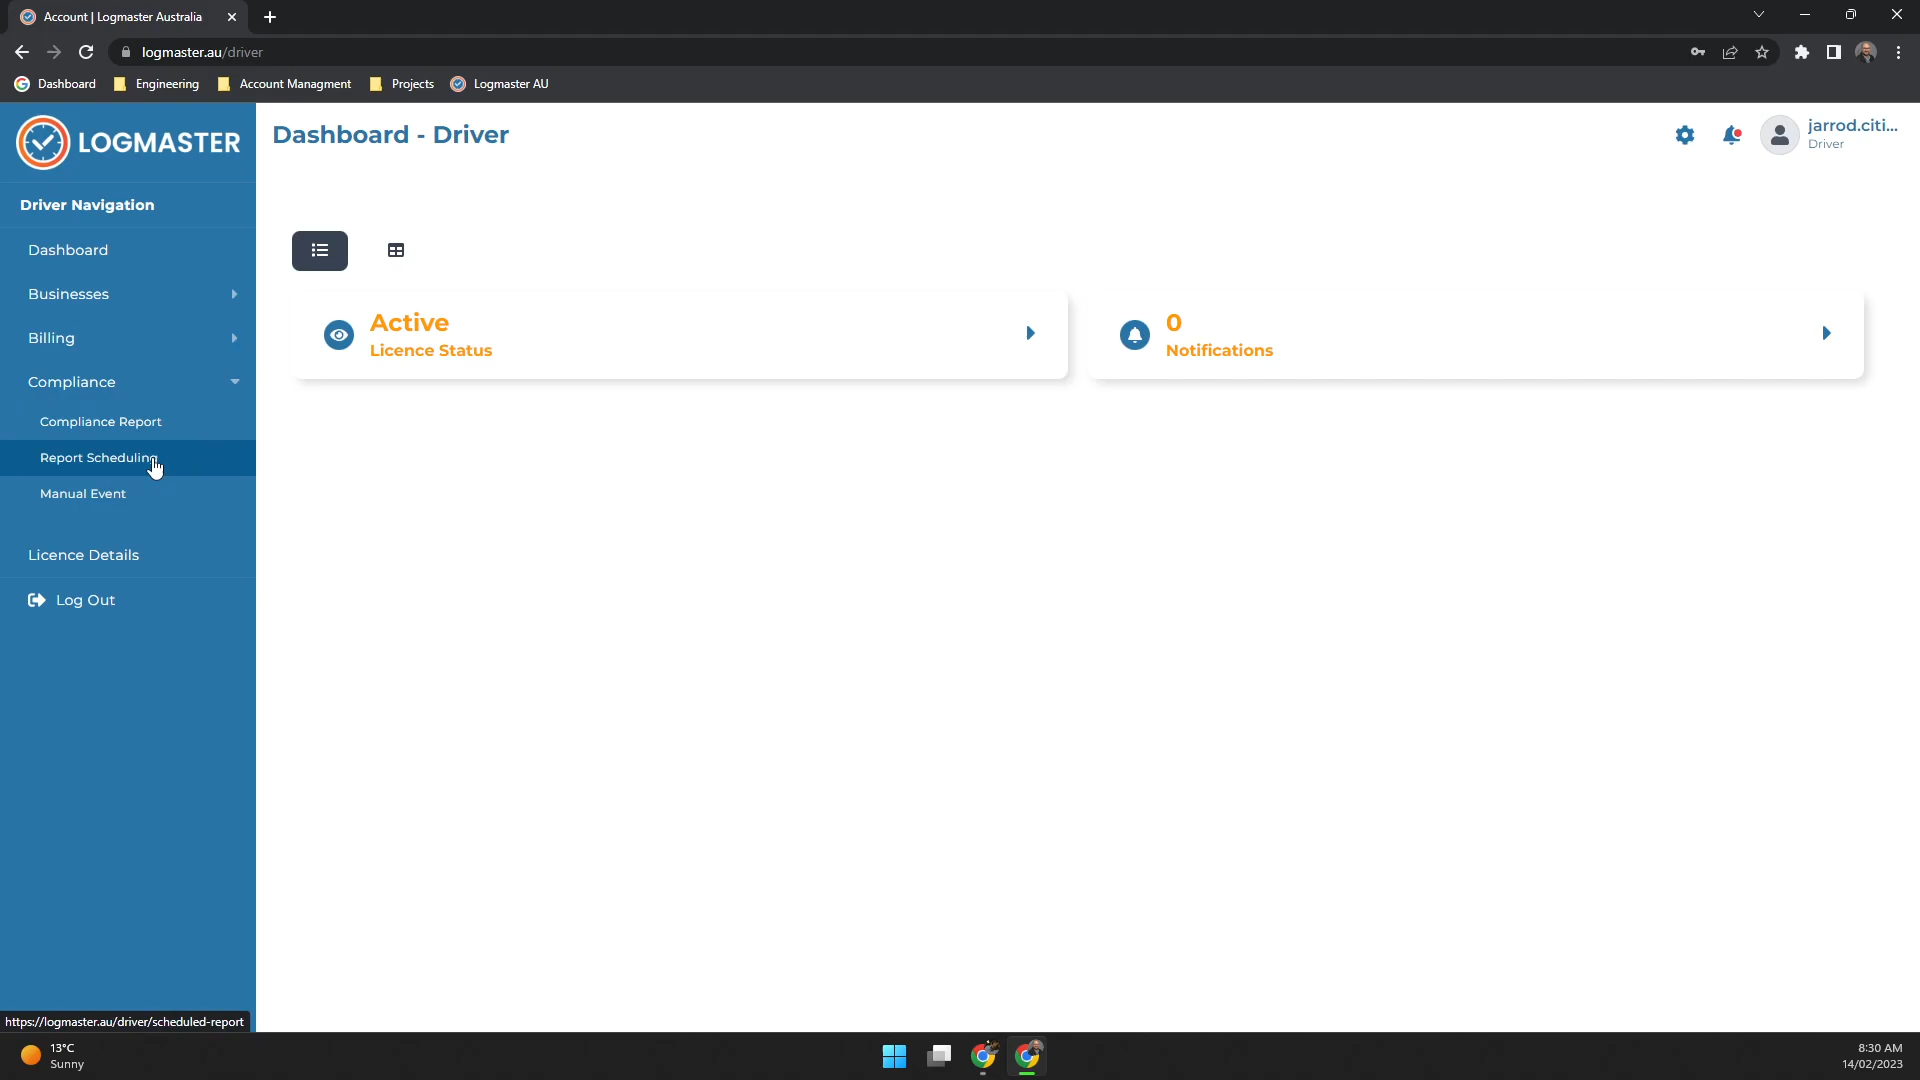 Account | Logmaster Australia
logmaster.au/driver
Dashboard
Engineering
Account Managment
Projects
Logmaster AU
LOGMASTER
Dashboard - Driver
jarrod.citi...
Driver
Driver Navigation
Dashboard
Businesses
Billing
Compliance
Compliance Report
Report Scheduling
Manual Event
Licence Details
Log Out
Active
Licence Status
0
Notifications
https://logmaster.au/driver/scheduled-report
13°C
Sunny
8:30 AM
14/02/2023